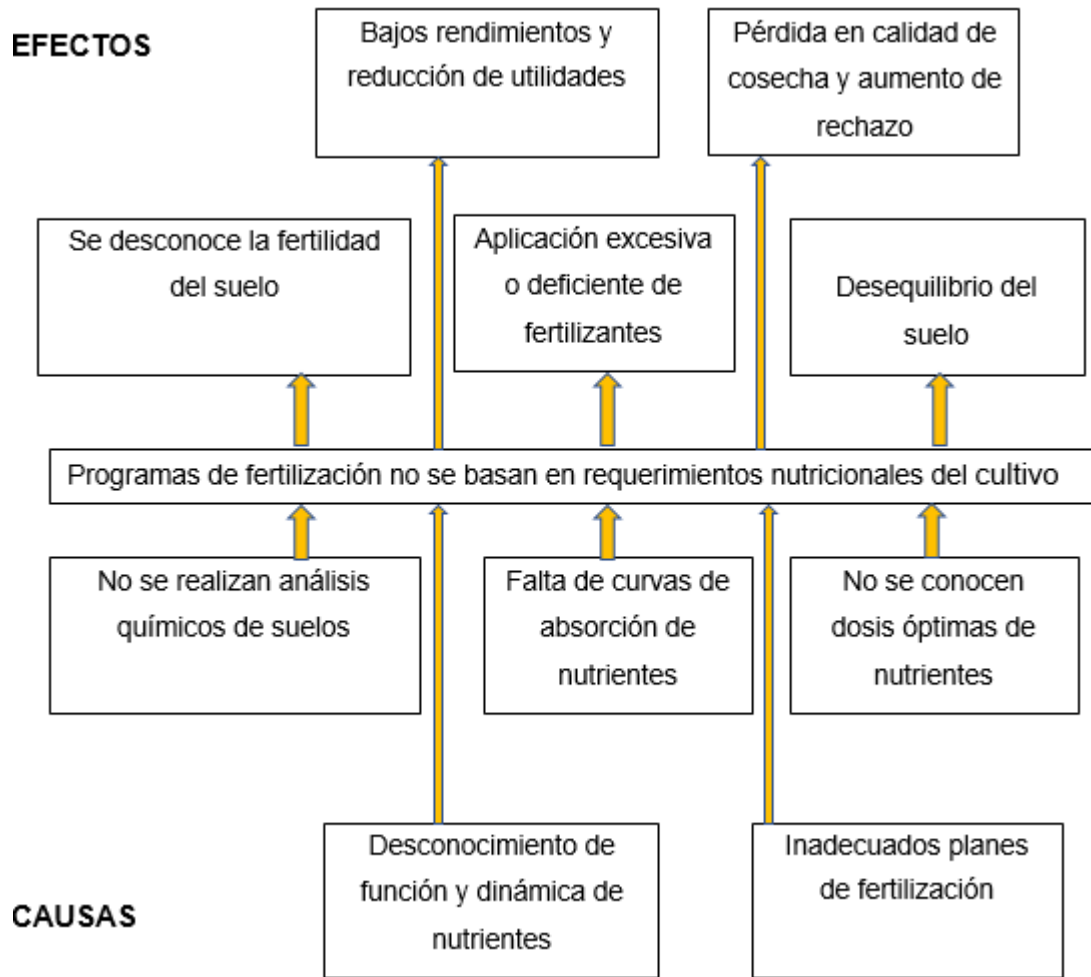 EFECTOS
Bajos rendimientos y
reducción de utilidades
Pérdida en calidad de
cosecha y aumento de
rechazo
Se desconoce la fertilidad
del suelo
Aplicación excesiva
o deficiente de
fertilizantes
Desequilibrio del
suelo
Programas de fertilización no se basan en requerimientos nutricionales del cultivo
No se realizan análisis
químicos de suelos
Falta de curvas de
absorción de
nutrientes
No se conocen
dosis óptimas de
nutrientes
Desconocimiento de
función y dinámica de
nutrientes
Inadecuados planes
de fertilización
CAUSAS